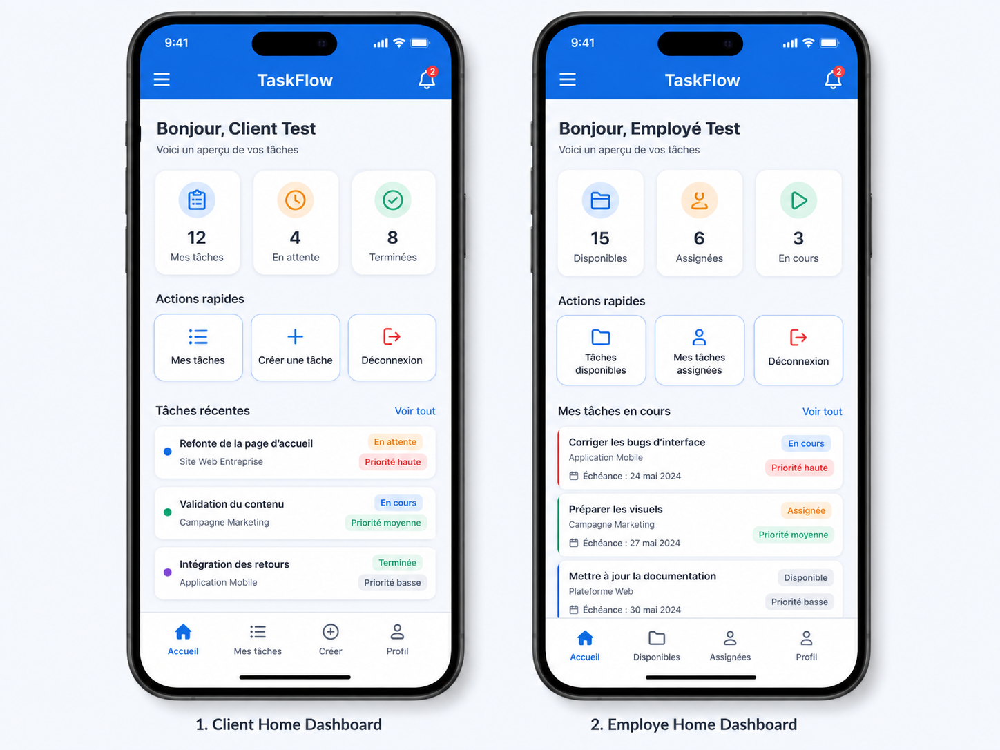 9:41
TaskFlow
2
Bonjour, Client Test
Voici un aperçu de vos tâches
12
Mes tâches
4
En attente
8
Terminées
Actions rapides
Mes tâches
Créer une tâche
Déconnexion
Tâches récentes
Voir tout
Refonte de la page d'accueil
Site Web Entreprise
En attente
Priorité haute
Validation du contenu
Campagne Marketing
En cours
Priorité moyenne
Intégration des retours
Application Mobile
Terminée
Priorité basse
Accueil
Mes tâches
Créer
Profil
1. Client Home Dashboard
9:41
TaskFlow
2
Bonjour, Employé Test
Voici un aperçu de vos tâches
15
Disponibles
6
Assignées
3
En cours
Actions rapides
Tâches
disponibles
Mes tâches
assignées
Déconnexion
Mes tâches en cours
Voir tout
Corriger les bugs d'interface
Application Mobile
Échéance : 24 mai 2024
En cours
Priorité haute
Préparer les visuels
Campagne Marketing
Échéance : 27 mai 2024
Assignée
Priorité moyenne
Mettre à jour la documentation
Plateforme Web
Échéance : 30 mai 2024
Disponible
Priorité basse
Accueil
Disponibles
Assignées
Profil
2. Employe Home Dashboard